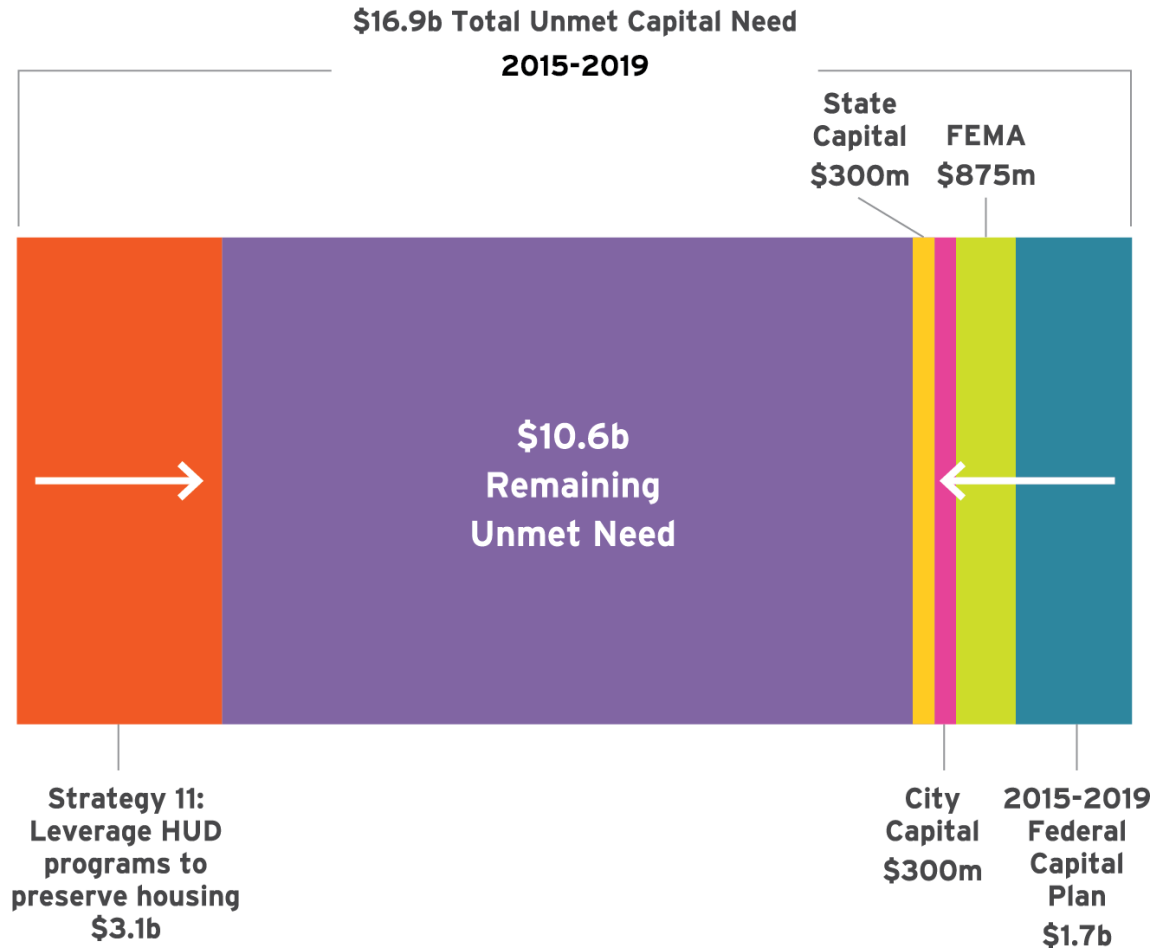 $16.9b Total Unmet Capital Need
2015-2019
State
Capital
$300m
FEMA
$875m
$10.6b
Remaining
Unmet Need
Strategy 11:
Leverage HUD
programs to
preserve housing
$3.1b
City
Capital
$300m
2015-2019
Federal
Capital
Plan
$1.7b